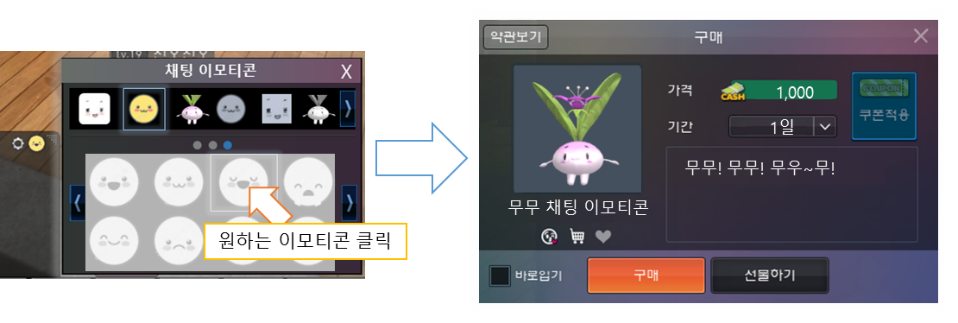 채팅 이모티콘
X
원하는 이모티콘 클릭
약관보기
구매
X
가격
CASH
1,000
기간
1일
쿠폰적용
무무! 무무! 무우~무!
무무 채팅 이모티콘
바로입기
구매
선물하기